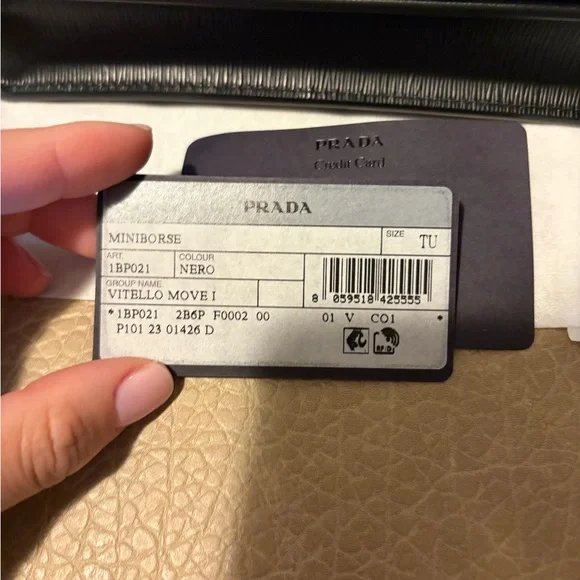 PRADA
Credit Card
PRADA
MINIBORSE
SIZE TU
ART. COLOUR
1BP021 NERO
GROUP NAME
VITELLO MOVE I
8 059518 425555
*1BP021 2B6P F0002 00 01 V CO1 *
P101 23 01426 D
RFID